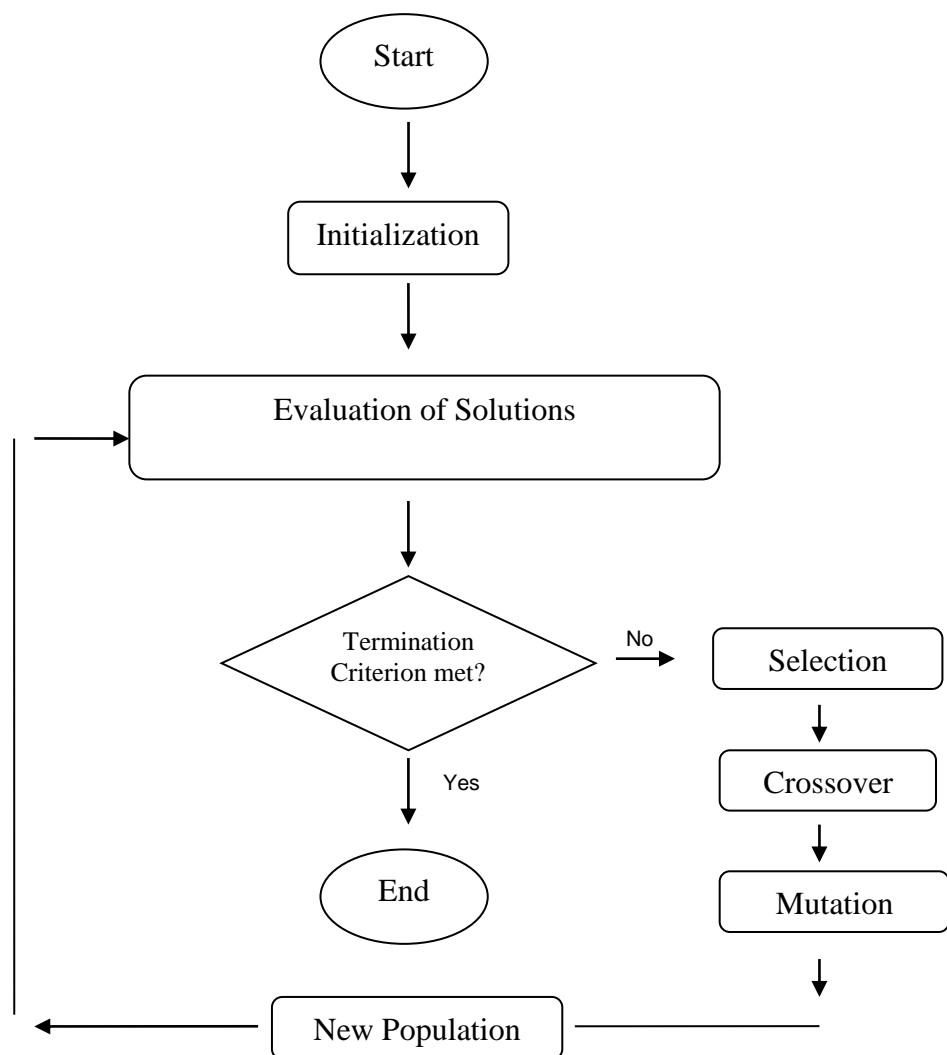 Start
Initialization
Evaluation of Solutions
Termination
Criterion met?
No
Selection
Crossover
Yes
End
Mutation
New Population